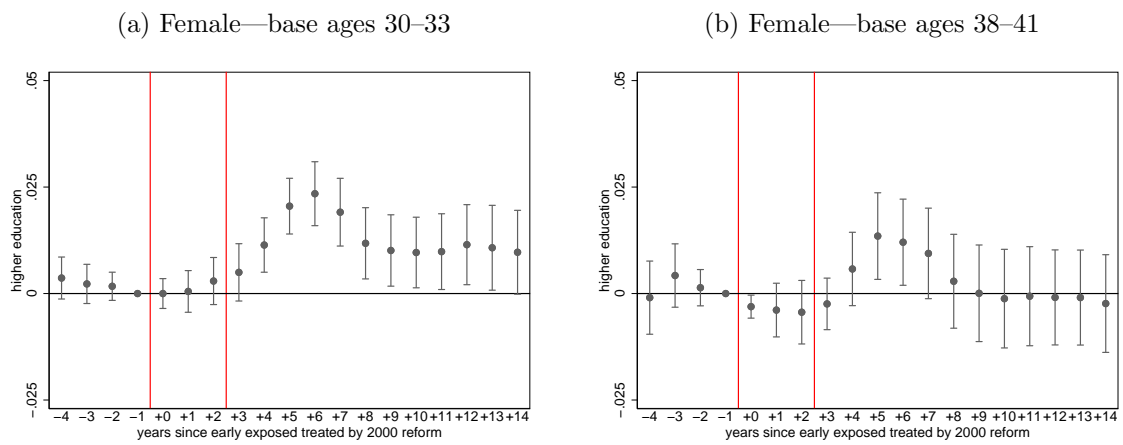 (a) Female—base ages 30–33
.05
.025
0
-.025
higher education
−4 −3 −2 −1 +0 +1 +2 +3 +4 +5 +6 +7 +8 +9 +10 +11 +12 +13 +14
years since early exposed treated by 2000 reform
(b) Female—base ages 38–41
.05
.025
0
-.025
higher education
−4 −3 −2 −1 +0 +1 +2 +3 +4 +5 +6 +7 +8 +9 +10 +11 +12 +13 +14
years since early exposed treated by 2000 reform